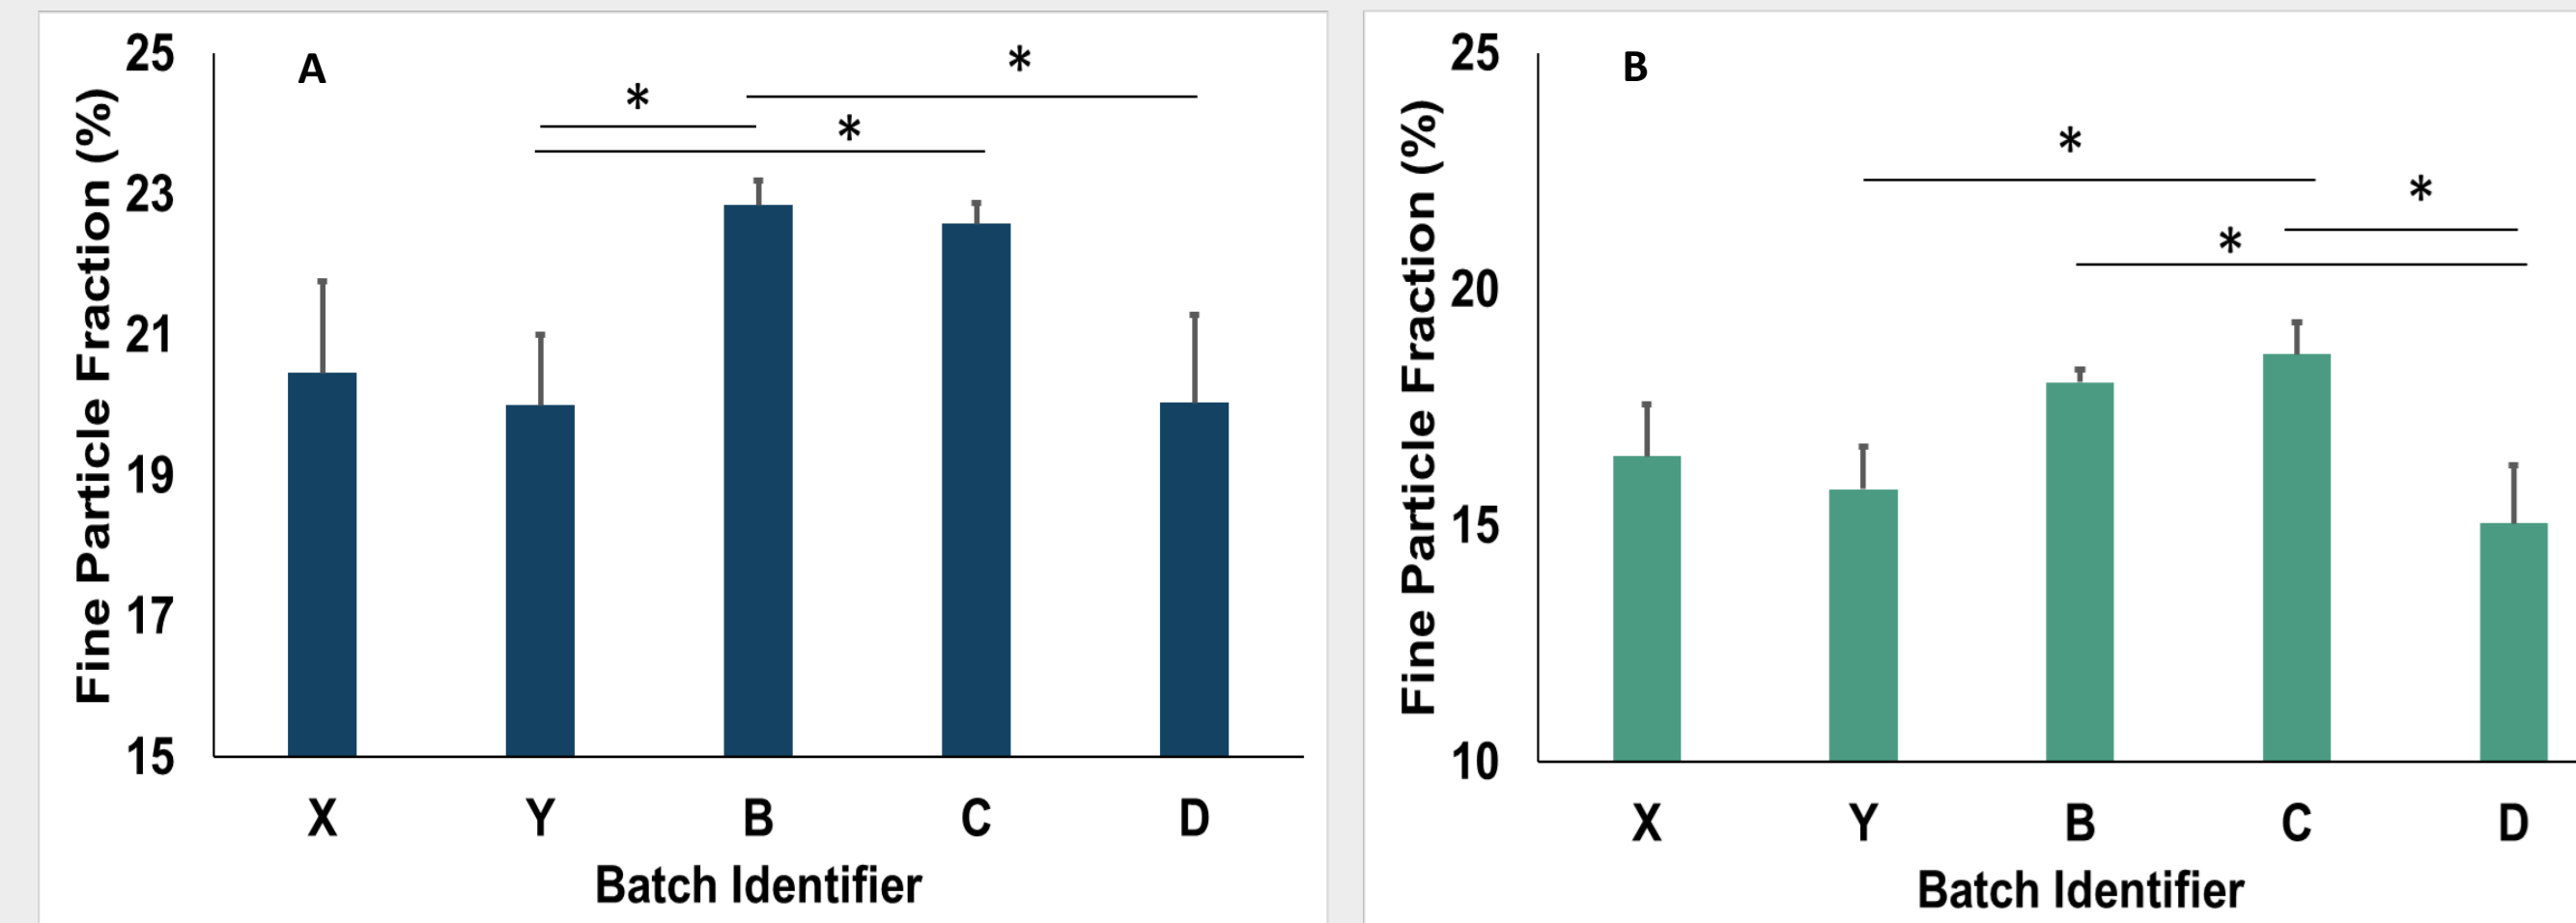 A
*
*
*
Fine Particle Fraction (%)
25
23
21
19
17
15
X Y B C D
Batch Identifier
B
*
*
*
Fine Particle Fraction (%)
25
20
15
10
X Y B C D
Batch Identifier